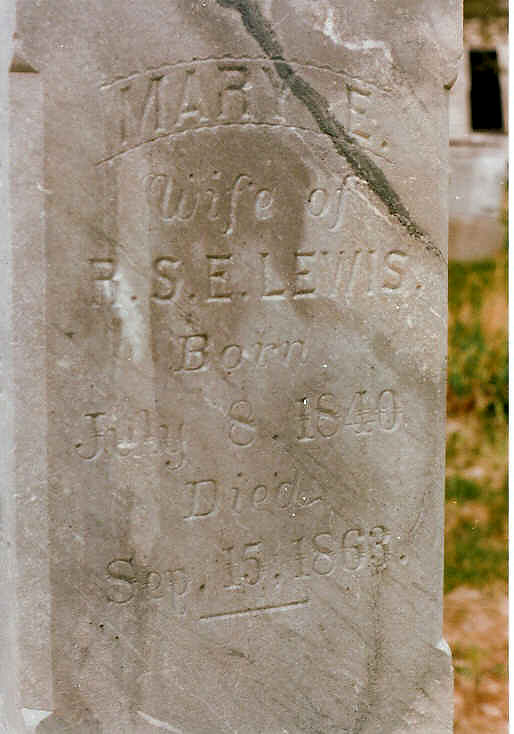 MARY E.
Wife of
R. S. E. LEWIS.
Born
July 8. 1840
Died
Sep. 15, 1863.